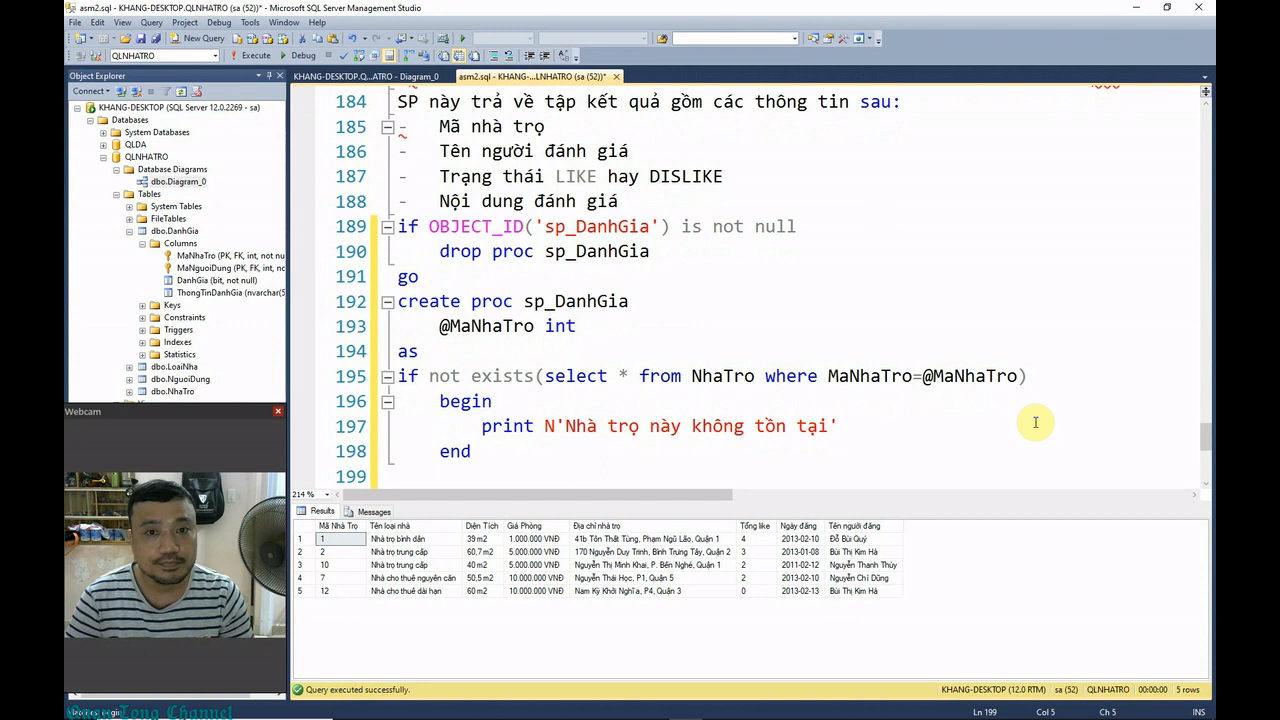 asm2.sql - KHANG-DESKTOP.QLNHATRO (sa (52))* - Microsoft SQL Server Management Studio
File Edit View Query Project Debug Tools Window Help
New Query
QLNHATRO Execute Debug
Object Explorer
Connect
KHANG-DESKTOP (SQL Server 12.0.2269 - sa)
Databases
System Databases
QLDA
QLNHATRO
Database Diagrams
dbo.Diagram_0
Tables
System Tables
FileTables
dbo.DanhGia
Columns
MaNhaTro (PK, FK, int, not nu
MaNguoiDung (PK, FK, int, nc
DanhGia (bit, not null)
ThongTinDanhGia (nvarchar(5
Keys
Constraints
Triggers
Indexes
Statistics
dbo.LoaiNha
dbo.NguoiDung
dbo.NhaTro
Webcam
KHANG-DESKTOP.Q...ATRO - Diagram_0 asm2.sql - KHANG-...LNHATRO (sa (52))*
184 SP này trả về tập kết quả gồm các thông tin sau:
185 - Mã nhà trọ
186 - Tên người đánh giá
187 - Trạng thái LIKE hay DISLIKE
188 - Nội dung đánh giá
189 if OBJECT_ID('sp_DanhGia') is not null
190 drop proc sp_DanhGia
191 go
192 create proc sp_DanhGia
193 @MaNhaTro int
194 as
195 if not exists(select * from NhaTro where MaNhaTro=@MaNhaTro)
196 begin
197 print N'Nhà trọ này không tồn tại'
198 end
199
214 %
Results Messages
Mã Nhà Trọ Tên loại nhà Diện Tích Giá Phòng Địa chỉ nhà trọ Tổng like Ngày đăng Tên người đăng
1 1 Nhà trọ bình dân 39 m2 1.000.000 VNĐ 41b Tôn Thất Tùng, Phạm Ngũ Lão, Quận 1 4 2013-02-10 Đỗ Bùi Quý
2 2 Nhà trọ trung cấp 60,7 m2 5.000.000 VNĐ 170 Nguyễn Duy Trinh, Bình Trưng Tây, Quận 2 3 2013-01-08 Bùi Thị Kim Hà
3 10 Nhà trọ trung cấp 40 m2 5.000.000 VNĐ Nguyễn Thị Minh Khai, P. Bến Nghé, Quận 1 2 2011-02-12 Nguyễn Thanh Thùy
4 7 Nhà cho thuê nguyên căn 50,5 m2 10.000.000 VNĐ Nguyễn Thái Học, P1, Quận 5 2 2013-02-10 Nguyễn Chí Dũng
5 12 Nhà cho thuê dài hạn 60 m2 10.000.000 VNĐ Nam Kỳ Khởi Nghĩa, P4, Quận 3 0 2013-02-13 Bùi Thị Kim Hà
Query executed successfully. KHANG-DESKTOP (12.0 RTM) sa (52) QLNHATRO 00:00:00 5 rows
Ln 199 Col 5 Ch 5 INS
Long Channel